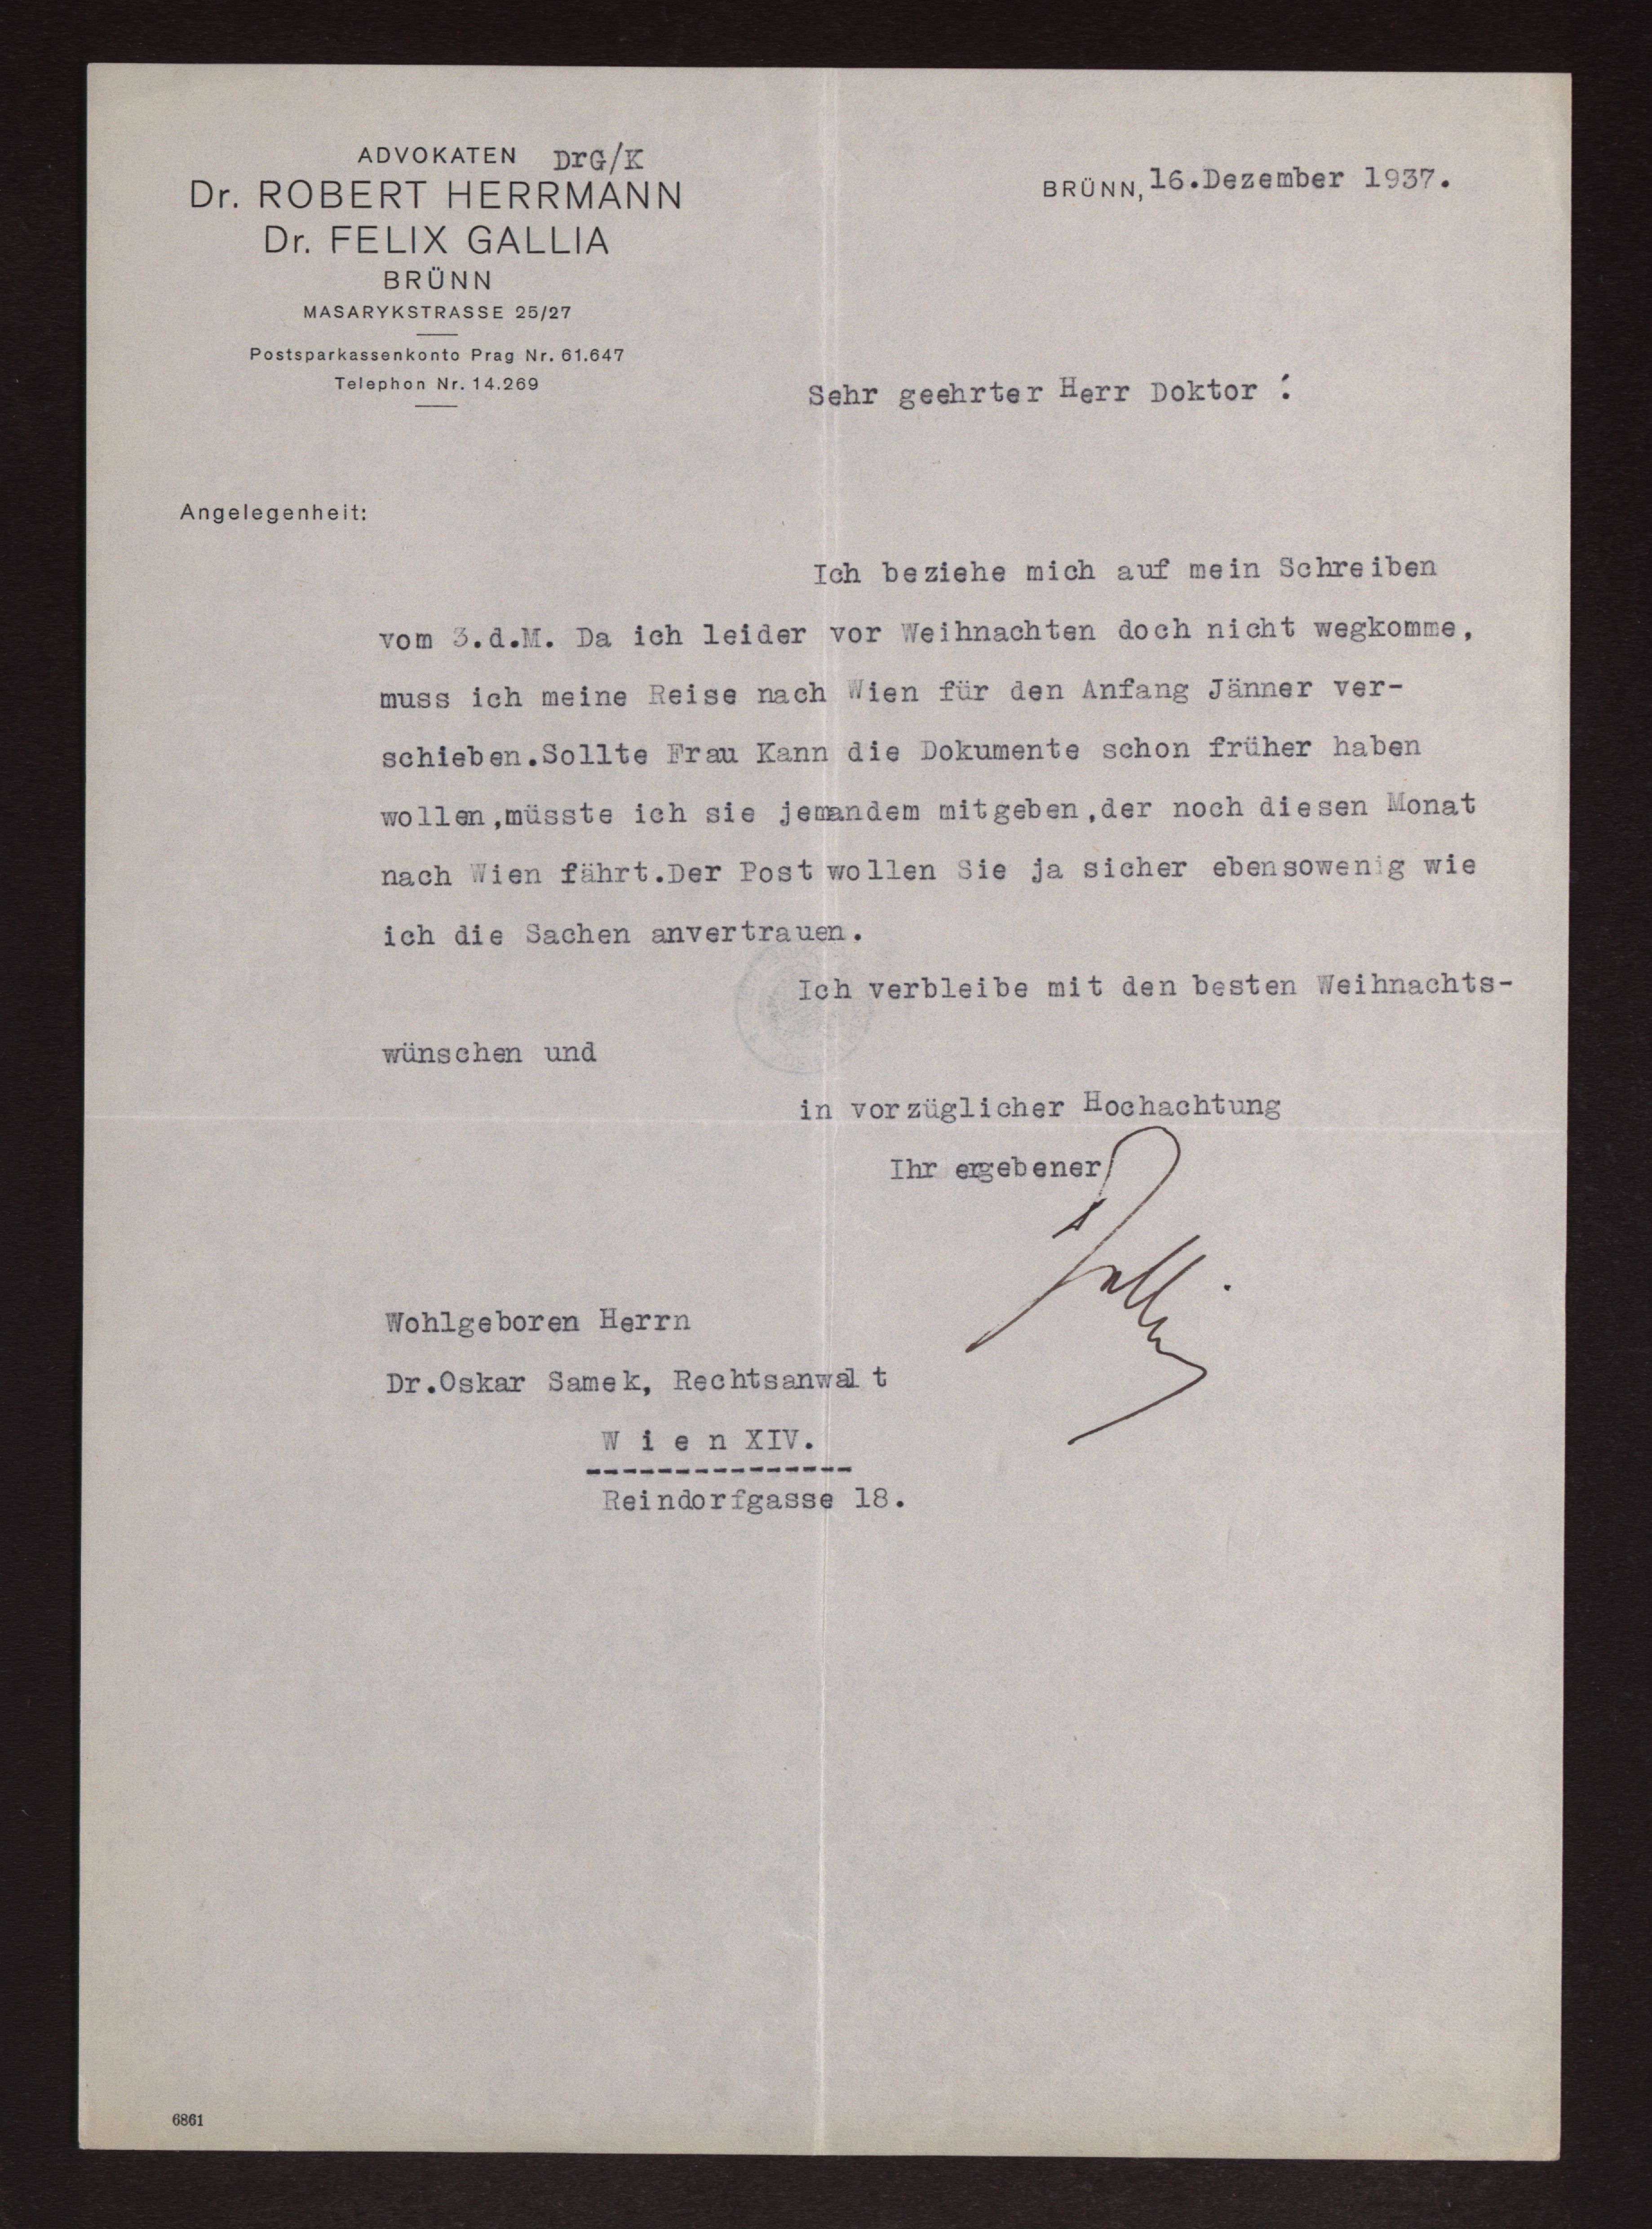 ADVOKATEN DrG/K
Dr. ROBERT HERRMANN
Dr. FELIX GALLIA
BRÜNN
MASARYKSTRASSE 25/27
Postsparkassenkonto Prag Nr. 61.647
Telephon Nr. 14.269
BRÜNN, 16.Dezember 1937.
Sehr geehrter Herr Doktor :
Angelegenheit:
Ich beziehe mich auf mein Schreiben
vom 3.d.M. Da ich leider vor Weihnachten doch nicht wegkomme,
muss ich meine Reise nach Wien für den Anfang Jänner ver-
schieben.Sollte Frau Kann die Dokumente schon früher haben
wollen,müsste ich sie jemandem mitgeben,der noch diesen Monat
nach Wien fährt.Der Post wollen Sie ja sicher ebensowenig wie
ich die Sachen anvertrauen.
Ich verbleibe mit den besten Weihnachts-
wünschen und
in vorzüglicher Hochachtung
Ihr ergebener
Gallia
Wohlgeboren Herrn
Dr.Oskar Samek, Rechtsanwalt
W i e n XIV.
---------------
Reindorfgasse 18.
6861